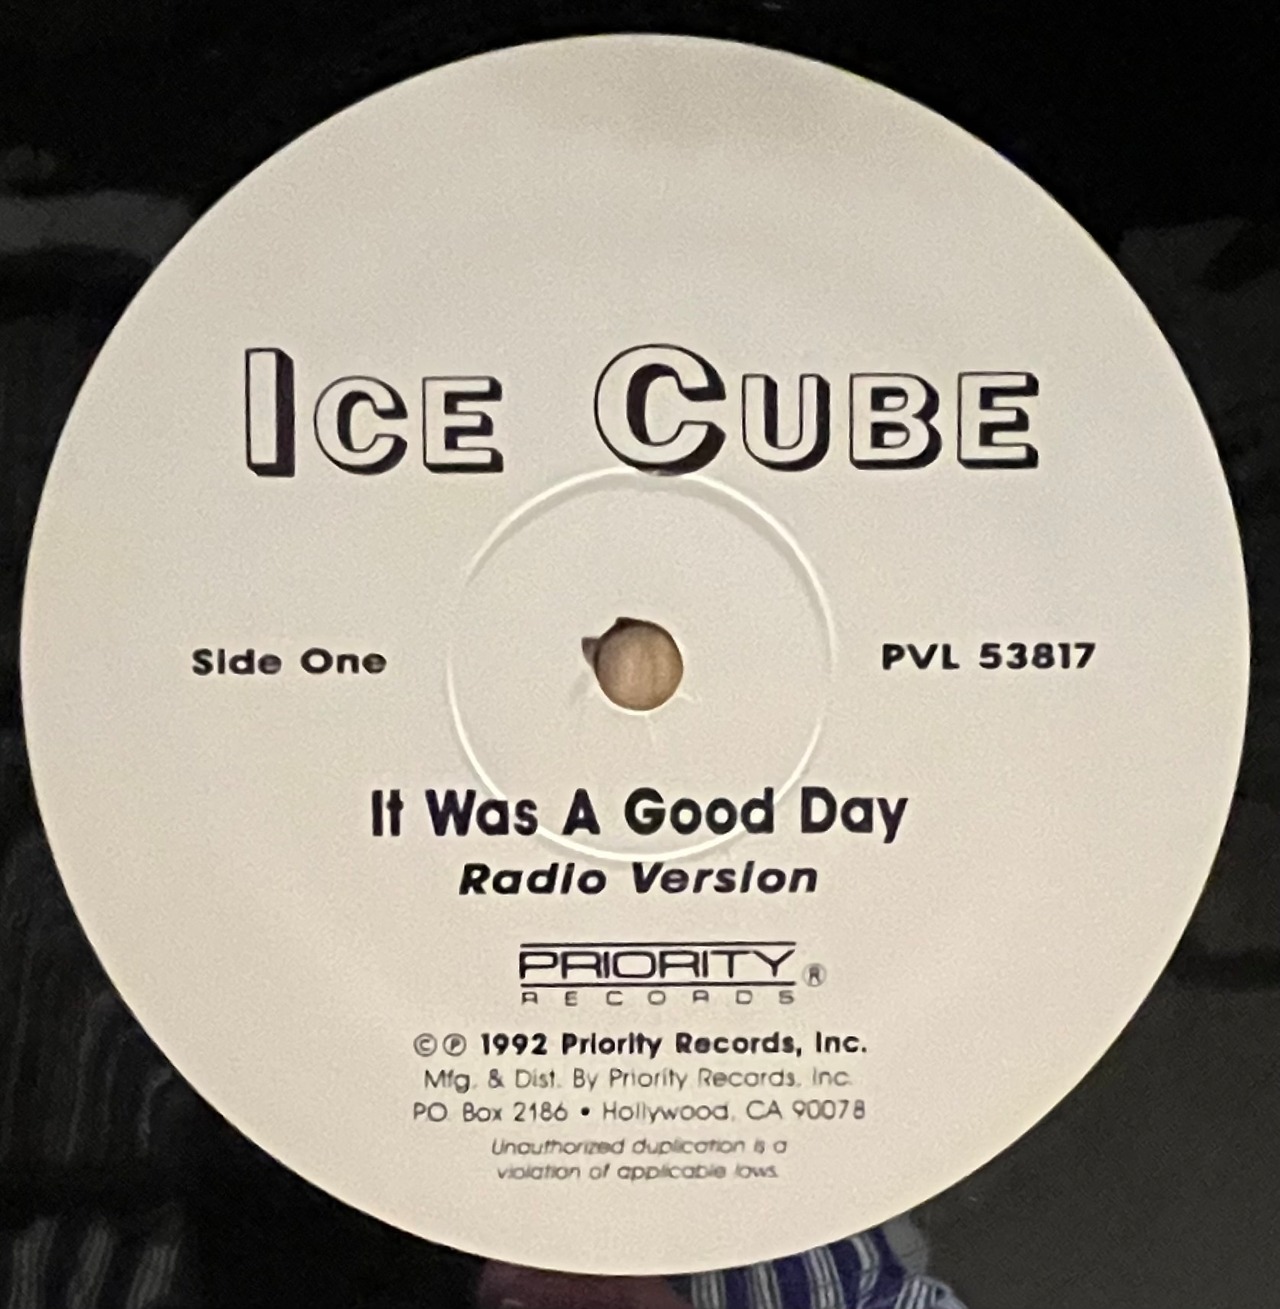 ICE CUBE
Side One
PVL 53817
It Was A Good Day
Radio Version
PRIORITY ®
RECORDS
©℗ 1992 Priority Records, Inc.
Mfg. & Dist. By Priority Records, Inc.
P.O. Box 2186 • Hollywood, CA 90078
Unauthorized duplication is a
violation of applicable laws.